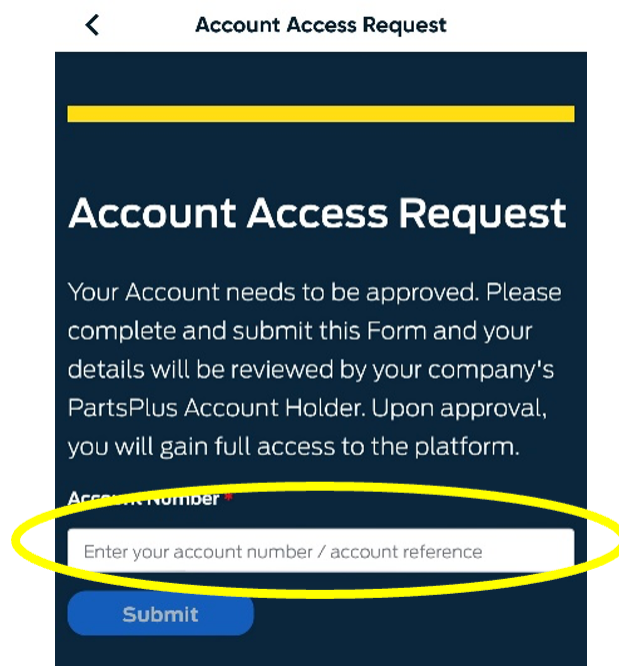 Account Access Request
Account Access Request
Your Account needs to be approved. Please
complete and submit this Form and your
details will be reviewed by your company's
PartsPlus Account Holder. Upon approval,
you will gain full access to the platform.
Account Number *
Enter your account number / account reference
Submit